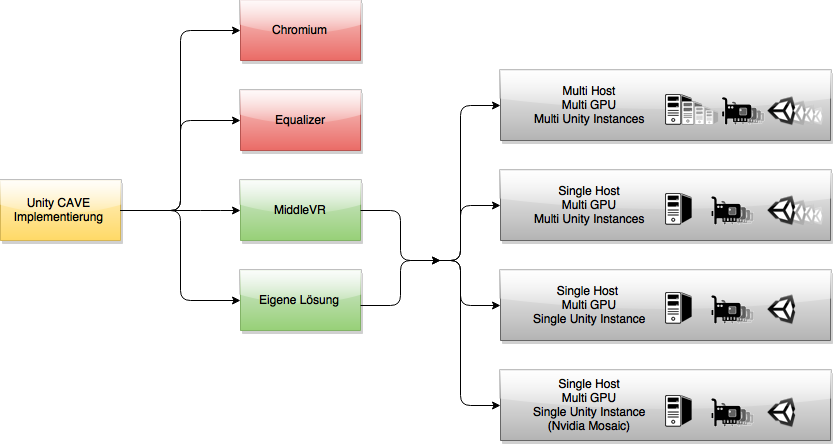 Chromium
Equalizer
Unity CAVE
Implementierung
MiddleVR
Eigene Lösung
Multi Host
Multi GPU
Multi Unity Instances
Single Host
Multi GPU
Multi Unity Instances
Single Host
Multi GPU
Single Unity Instance
Single Host
Multi GPU
Single Unity Instance
(Nvidia Mosaic)